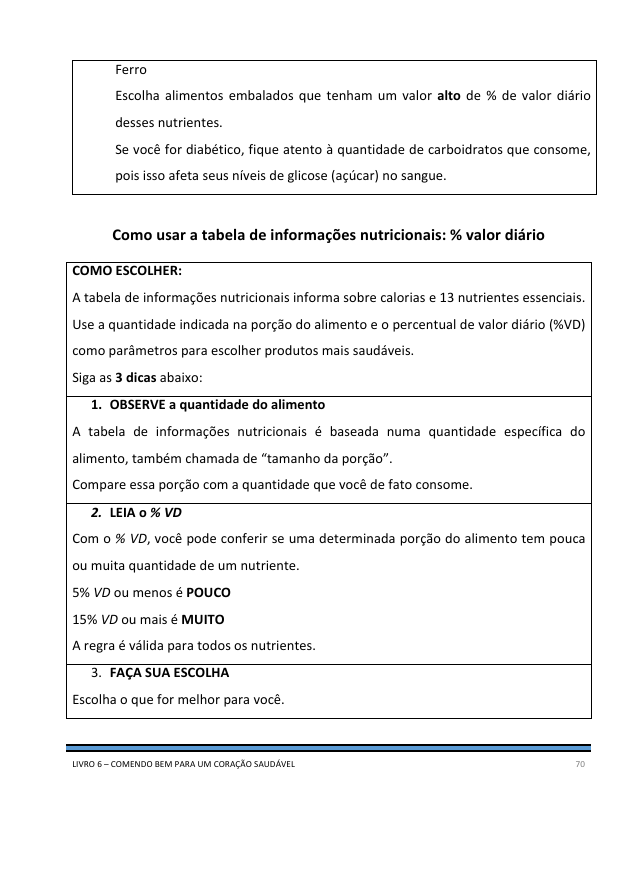 Ferro
Escolha alimentos embalados que tenham um valor alto de % de valor diário
desses nutrientes.
Se você for diabético, fique atento à quantidade de carboidratos que consome,
pois isso afeta seus níveis de glicose (açúcar) no sangue.
Como usar a tabela de informações nutricionais: % valor diário
COMO ESCOLHER:
A tabela de informações nutricionais informa sobre calorias e 13 nutrientes essenciais.
Use a quantidade indicada na porção do alimento e o percentual de valor diário (%VD)
como parâmetros para escolher produtos mais saudáveis.
Siga as 3 dicas abaixo:
1. OBSERVE a quantidade do alimento
A tabela de informações nutricionais é baseada numa quantidade específica do
alimento, também chamada de “tamanho da porção”.
Compare essa porção com a quantidade que você de fato consome.
2. LEIA o % VD
Com o % VD, você pode conferir se uma determinada porção do alimento tem pouca
ou muita quantidade de um nutriente.
5% VD ou menos é POUCO
15% VD ou mais é MUITO
A regra é válida para todos os nutrientes.
3. FAÇA SUA ESCOLHA
Escolha o que for melhor para você.
LIVRO 6 – COMENDO BEM PARA UM CORAÇÃO SAUDÁVEL 70